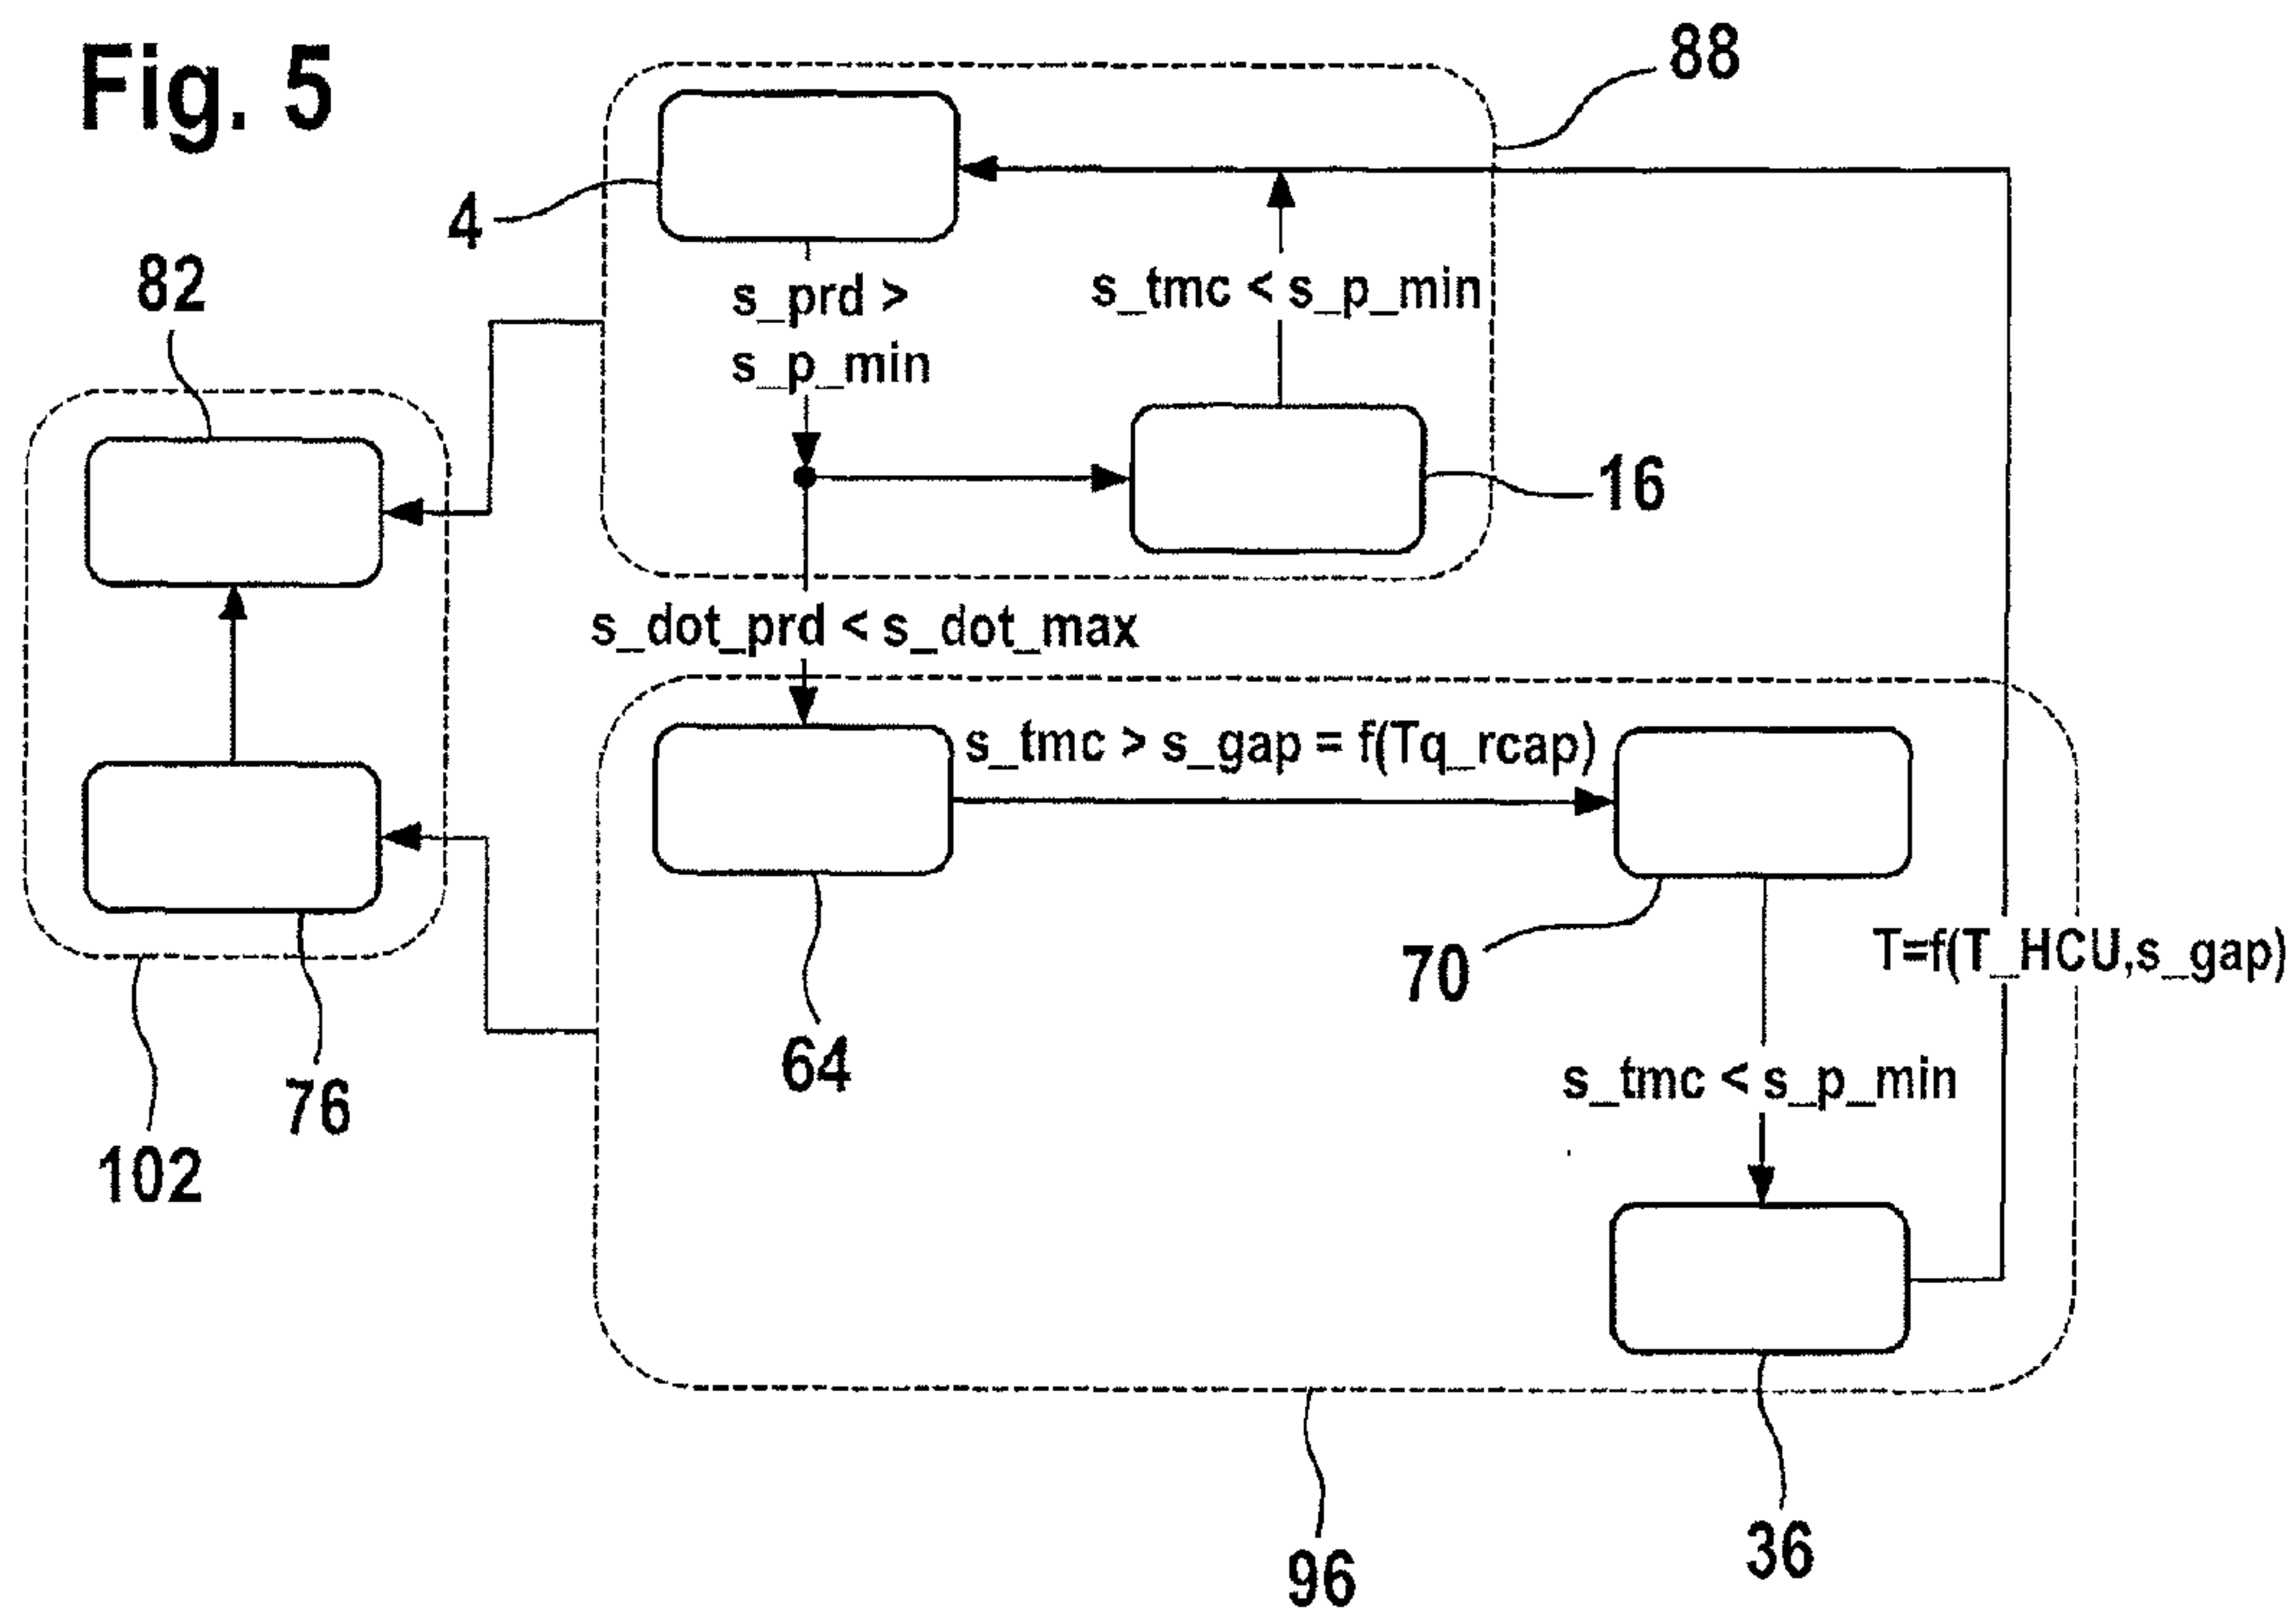 Fig. 5
88
4
82
s_prd >
s_p_min
s_tmc < s_p_min
16
s_dot_prd < s_dot_max
s_tmc > s_gap = f(Tq_rcap)
70
T=f(T_HCU,s_gap)
64
s_tmc < s_p_min
76
102
36
96